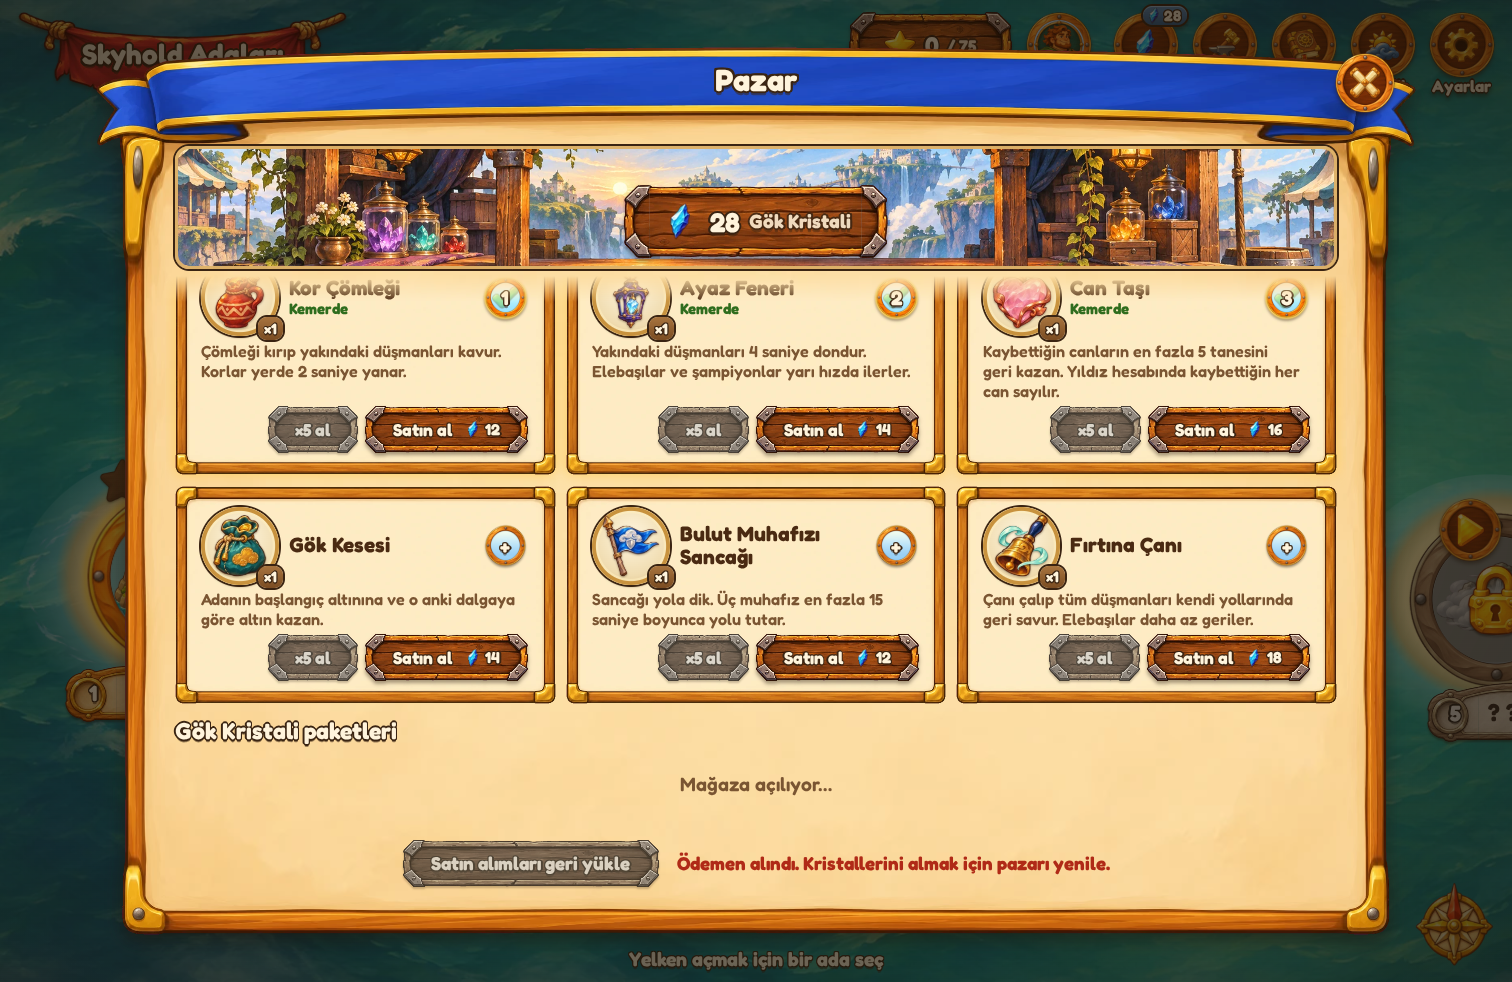 Skyhold Adaları
0 / 75
28
Ayarlar
Pazar
28 Gök Kristali
Kor Çömleği
Kemerde
1
x1
Çömleği kırıp yakındaki düşmanları kavur.
Korlar yerde 2 saniye yanar.
x5 al
Satın al 12
Ayaz Feneri
Kemerde
2
x1
Yakındaki düşmanları 4 saniye dondur.
Elebaşılar ve şampiyonlar yarı hızda ilerler.
x5 al
Satın al 14
Can Taşı
Kemerde
3
x1
Kaybettiğin canların en fazla 5 tanesini
geri kazan. Yıldız hesabında kaybettiğin her
can sayılır.
x5 al
Satın al 16
Gök Kesesi
x1
Adanın başlangıç altınına ve o anki dalgaya
göre altın kazan.
x5 al
Satın al 14
Bulut Muhafızı
Sancağı
x1
Sancağı yola dik. Üç muhafız en fazla 15
saniye boyunca yolu tutar.
x5 al
Satın al 12
Fırtına Çanı
x1
Çanı çalıp tüm düşmanları kendi yollarında
geri savur. Elebaşılar daha az geriler.
x5 al
Satın al 18
1
5 ??
Gök Kristali paketleri
Mağaza açılıyor...
Satın alımları geri yükle
Ödemen alındı. Kristallerini almak için pazarı yenile.
Yelken açmak için bir ada seç